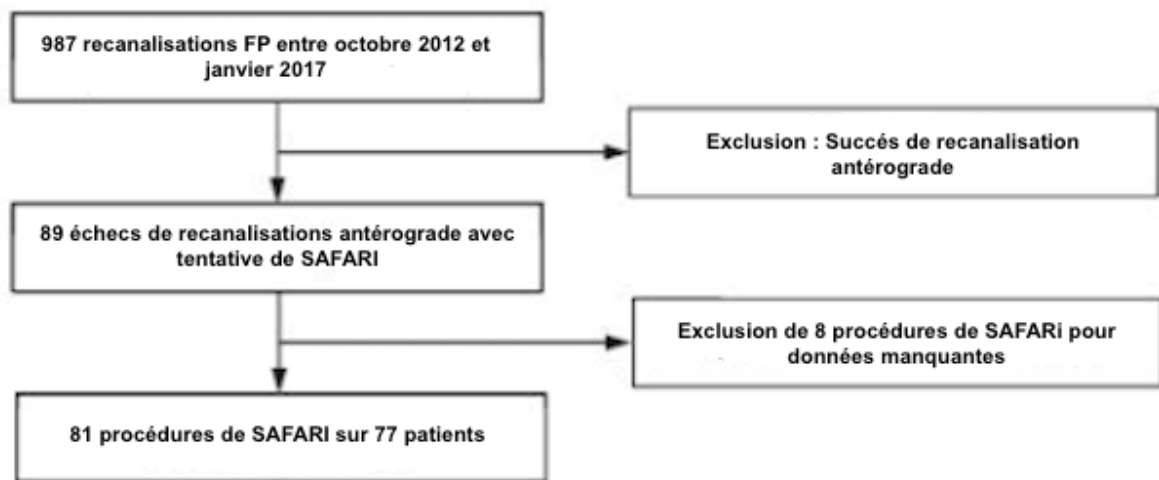 987 recanalisations FP entre octobre 2012 et
janvier 2017
Exclusion : Succés de recanalisation
antérograde
89 échecs de recanalisations antérograde avec
tentative de SAFARI
Exclusion de 8 procédures de SAFARi pour
données manquantes
81 procédures de SAFARI sur 77 patients